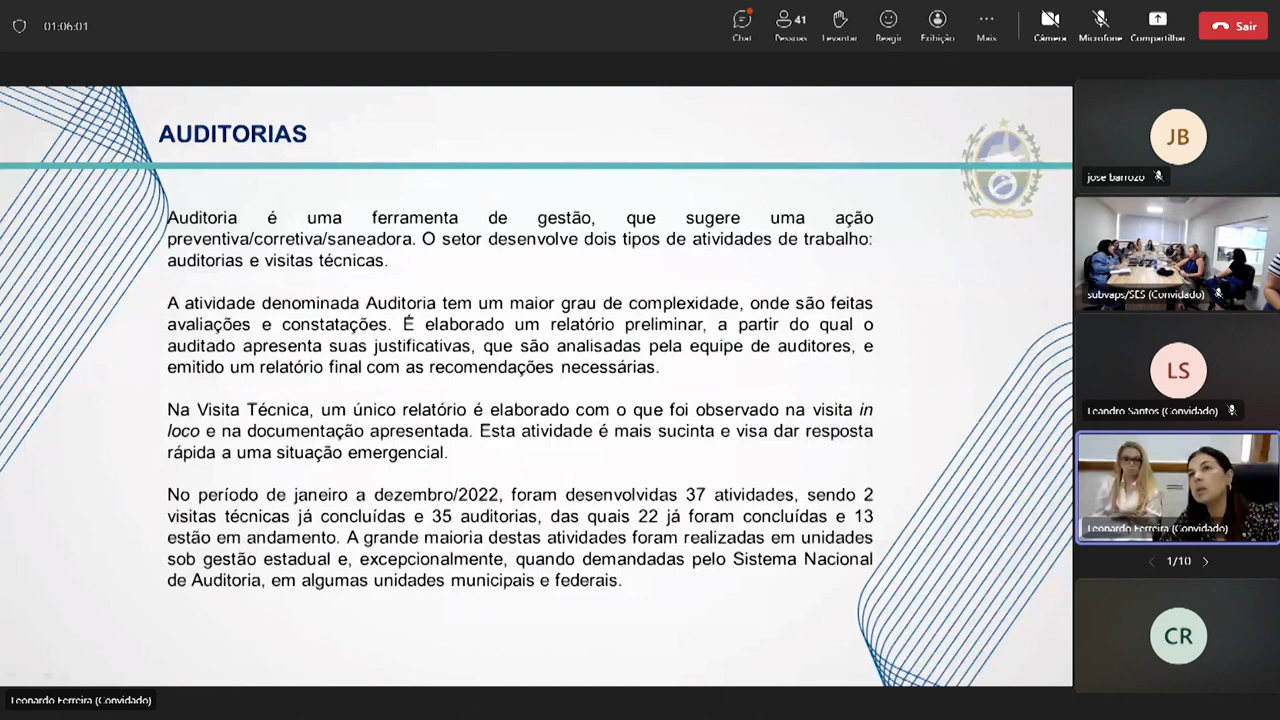 01:06:01
Chat
41
Pessoas
Levantar
Reagir
Exibição
Mais
Câmera
Microfone
Compartilhar
Sair
AUDITORIAS
Auditoria é uma ferramenta de gestão, que sugere uma ação
preventiva/corretiva/saneadora. O setor desenvolve dois tipos de atividades de trabalho:
auditorias e visitas técnicas.
A atividade denominada Auditoria tem um maior grau de complexidade, onde são feitas
avaliações e constatações. É elaborado um relatório preliminar, a partir do qual o
auditado apresenta suas justificativas, que são analisadas pela equipe de auditores, e
emitido um relatório final com as recomendações necessárias.
Na Visita Técnica, um único relatório é elaborado com o que foi observado na visita in
loco e na documentação apresentada. Esta atividade é mais sucinta e visa dar resposta
rápida a uma situação emergencial.
No período de janeiro a dezembro/2022, foram desenvolvidas 37 atividades, sendo 2
visitas técnicas já concluídas e 35 auditorias, das quais 22 já foram concluídas e 13
estão em andamento. A grande maioria destas atividades foram realizadas em unidades
sob gestão estadual e, excepcionalmente, quando demandadas pelo Sistema Nacional
de Auditoria, em algumas unidades municipais e federais.
JB
jose barrozo
subvaps/SES (Convidado)
LS
Leandro Santos (Convidado)
Leonardo Ferreira (Convidado)
1/10
CR
Leonardo Ferreira (Convidado)